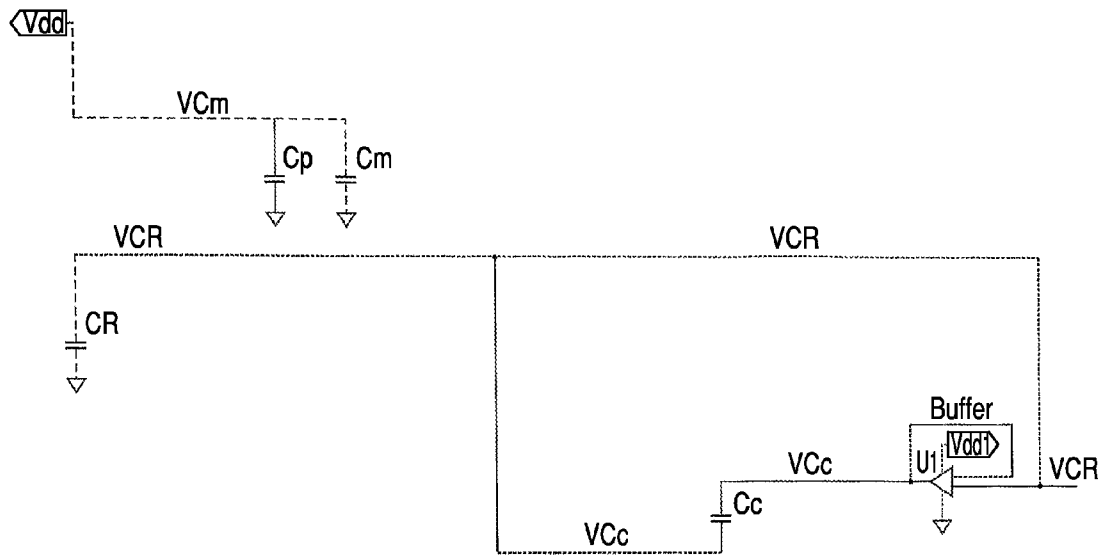 Vdd
VCm
Cp Cm
VCR VCR
CR
Buffer
Vdd1
U1
VCc VCR
Cc
VCc